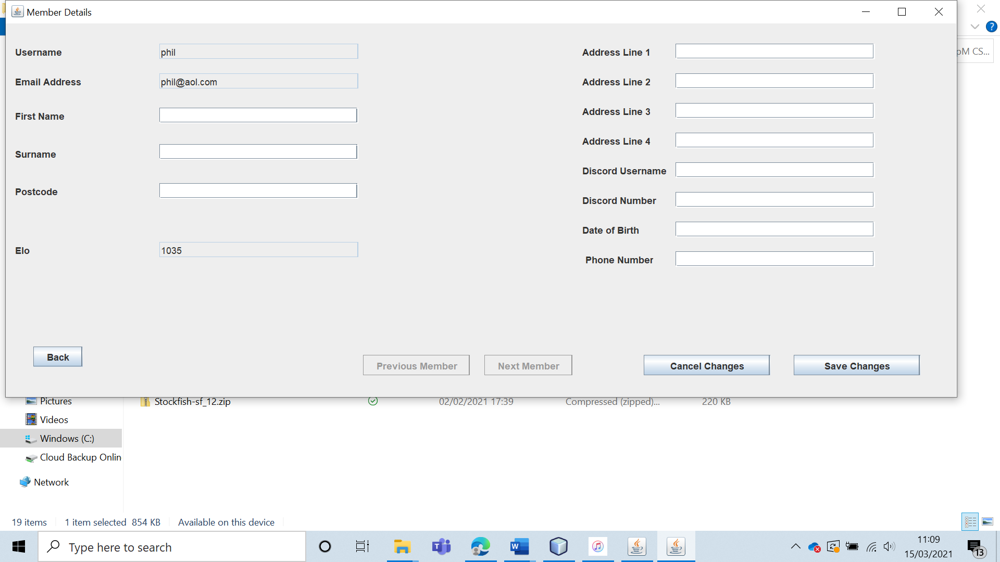 Member Details
pM CS...
Username
phil
Email Address
phil@aol.com
First Name
Surname
Postcode
Elo
1035
Address Line 1
Address Line 2
Address Line 3
Address Line 4
Discord Username
Discord Number
Date of Birth
Phone Number
Back
Previous Member
Next Member
Cancel Changes
Save Changes
Pictures
Stockfish-sf_12.zip
02/02/2021 17:39
Compressed (zipped)...
220 KB
Videos
Windows (C:)
Cloud Backup Onlin
Network
19 items
1 item selected 854 KB
Available on this device
Type here to search
11:09
15/03/2021
13